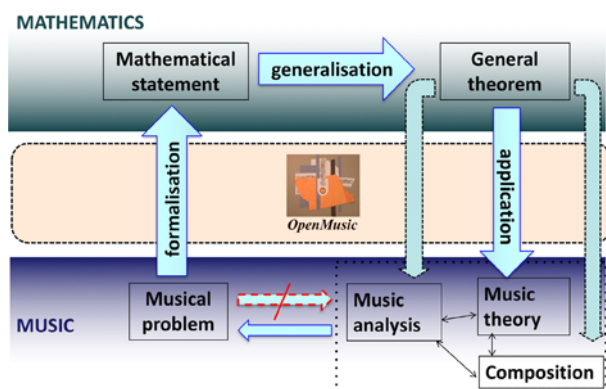 MATHEMATICS
Mathematical
statement
generalisation
General
theorem
formalisation
OpenMusic
application
MUSIC
Musical
problem
Music
analysis
Music
theory
Composition